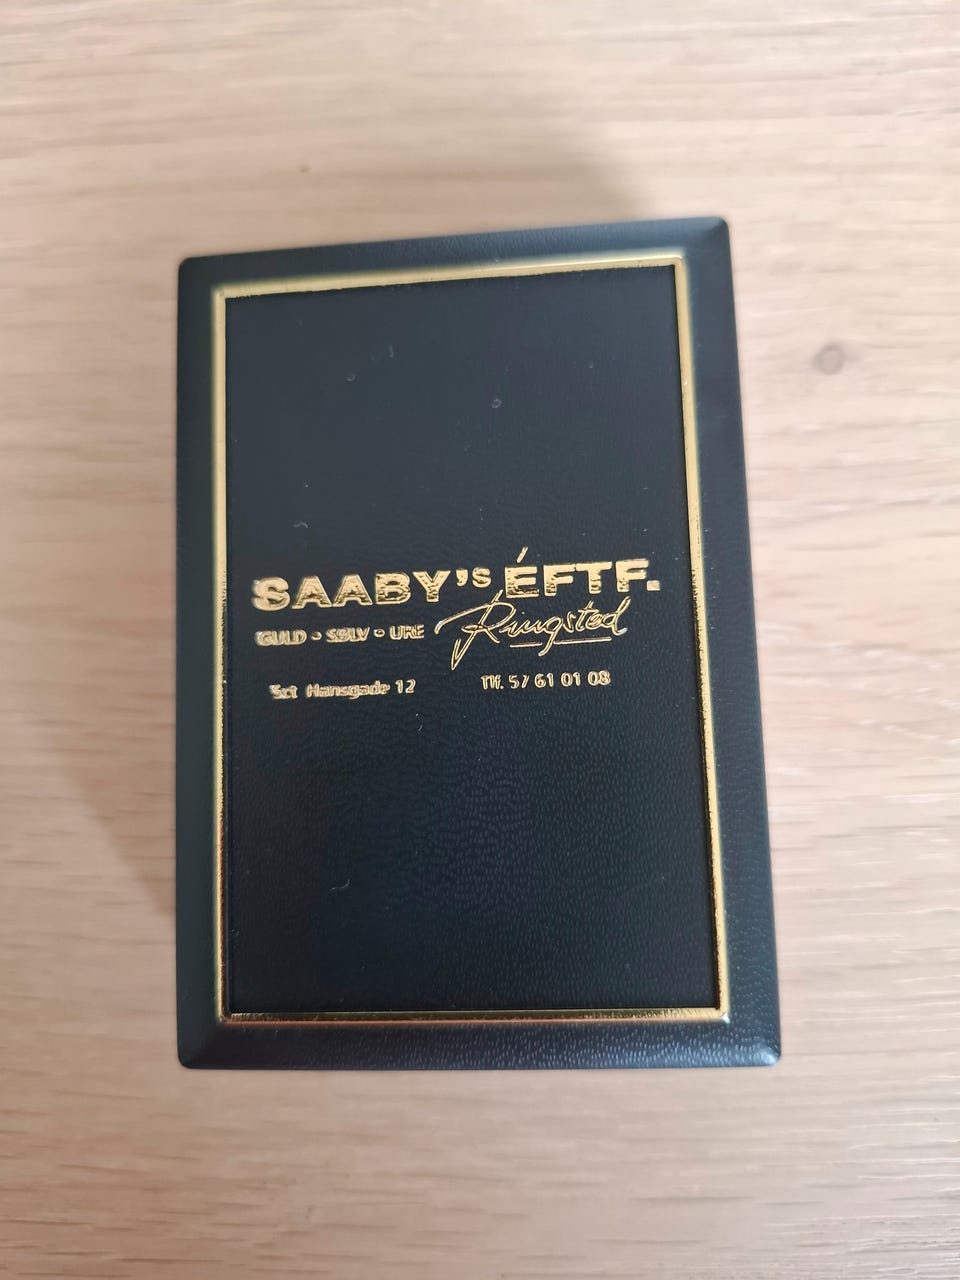 SAABY'S ÉFTF.
GULD • SØLV • URE Ringsted
Sct Hansgade 12 Tlf. 57 61 01 08